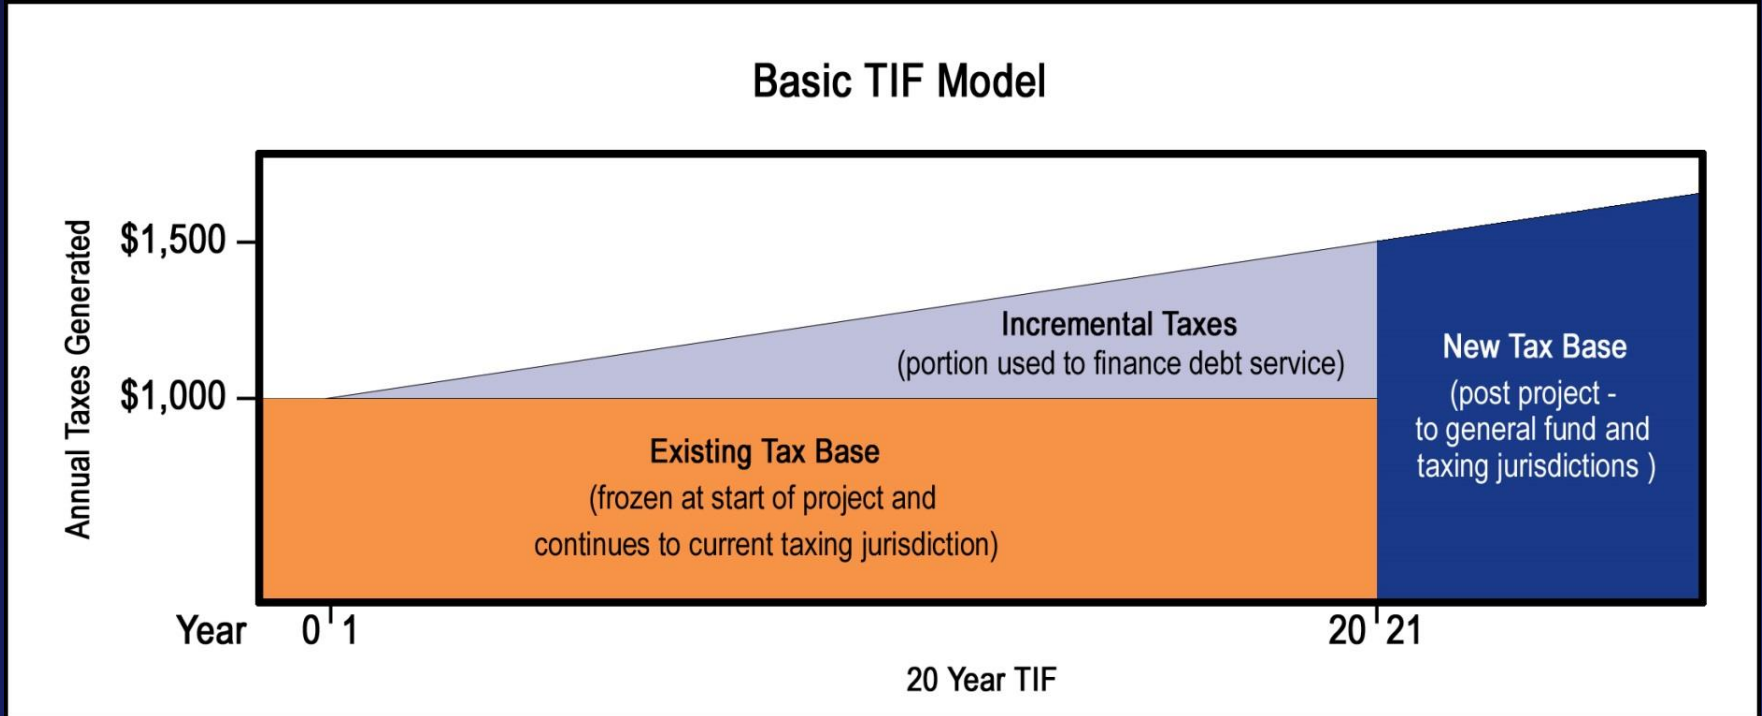 Basic TIF Model
Annual Taxes Generated
$1,500
$1,000
Incremental Taxes
(portion used to finance debt service)
Existing Tax Base
(frozen at start of project and
continues to current taxing jurisdiction)
New Tax Base
(post project -
to general fund and
taxing jurisdictions )
Year 0 1 20 21
20 Year TIF